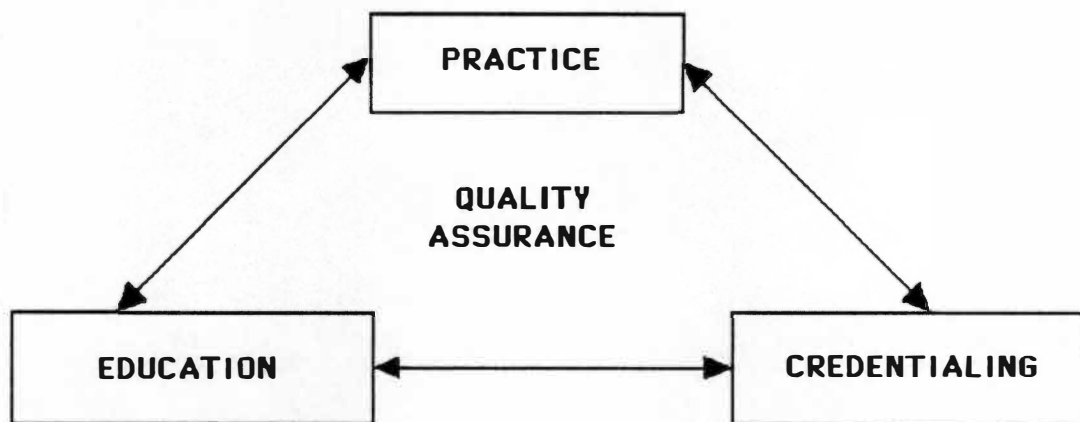 PRACTICE
QUALITY
ASSURANCE
EDUCATION
CREDENTIALING